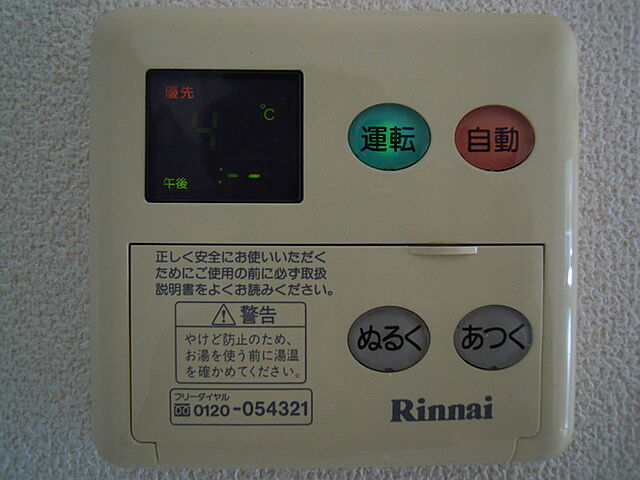 優先
4 ℃
午後 :--
運転
自動
正しく安全にお使いいただく
ためにご使用の前に必ず取扱
説明書をよくお読みください。
警告
やけど防止のため、
お湯を使う前に湯温
を確かめてください。
フリーダイヤル
0120-054321
ぬるく
あつく
Rinnai